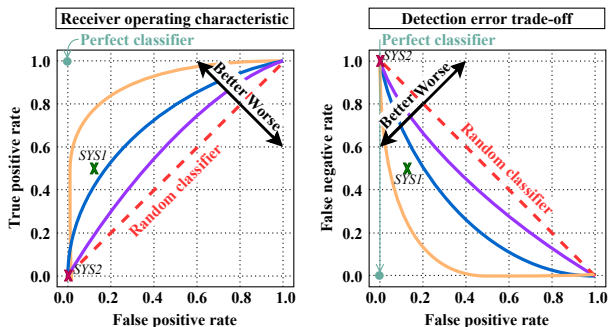 Receiver operating characteristic
Perfect classifier
1.0
0.8
0.6
0.4
0.2
0.0
True positive rate
Better
Worse
SYS1
SYS2
Random classifier
0.0
0.2
0.4
0.6
0.8
1.0
False positive rate
Detection error trade-off
Perfect classifier
1.0
0.8
0.6
0.4
0.2
0.0
False negative rate
SYS2
Better
Worse
SYS1
Random classifier
0.0
0.2
0.4
0.6
0.8
1.0
False positive rate